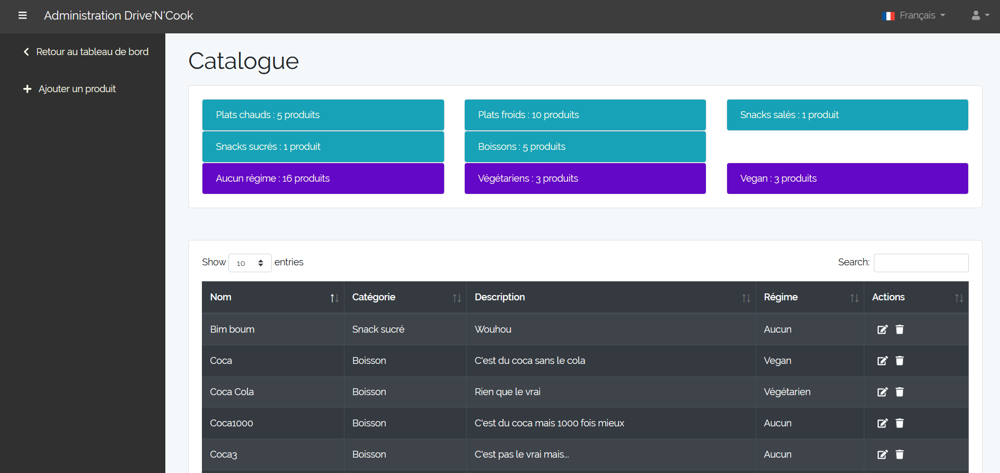 Administration Drive'N'Cook
Français
Retour au tableau de bord
Ajouter un produit
Catalogue
Plats chauds : 5 produits
Plats froids : 10 produits
Snacks salés : 1 produit
Snacks sucrés : 1 produit
Boissons : 5 produits
Aucun régime : 16 produits
Végétariens : 3 produits
Vegan : 3 produits
Show 10 entries
Search:
Nom Catégorie Description Régime Actions
Bim boum Snack sucré Wouhou Aucun
Coca Boisson C'est du coca sans le cola Vegan
Coca Cola Boisson Rien que le vrai Végétarien
Coca1000 Boisson C'est du coca mais 1000 fois mieux Aucun
Coca3 Boisson C'est pas le vrai mais... Aucun